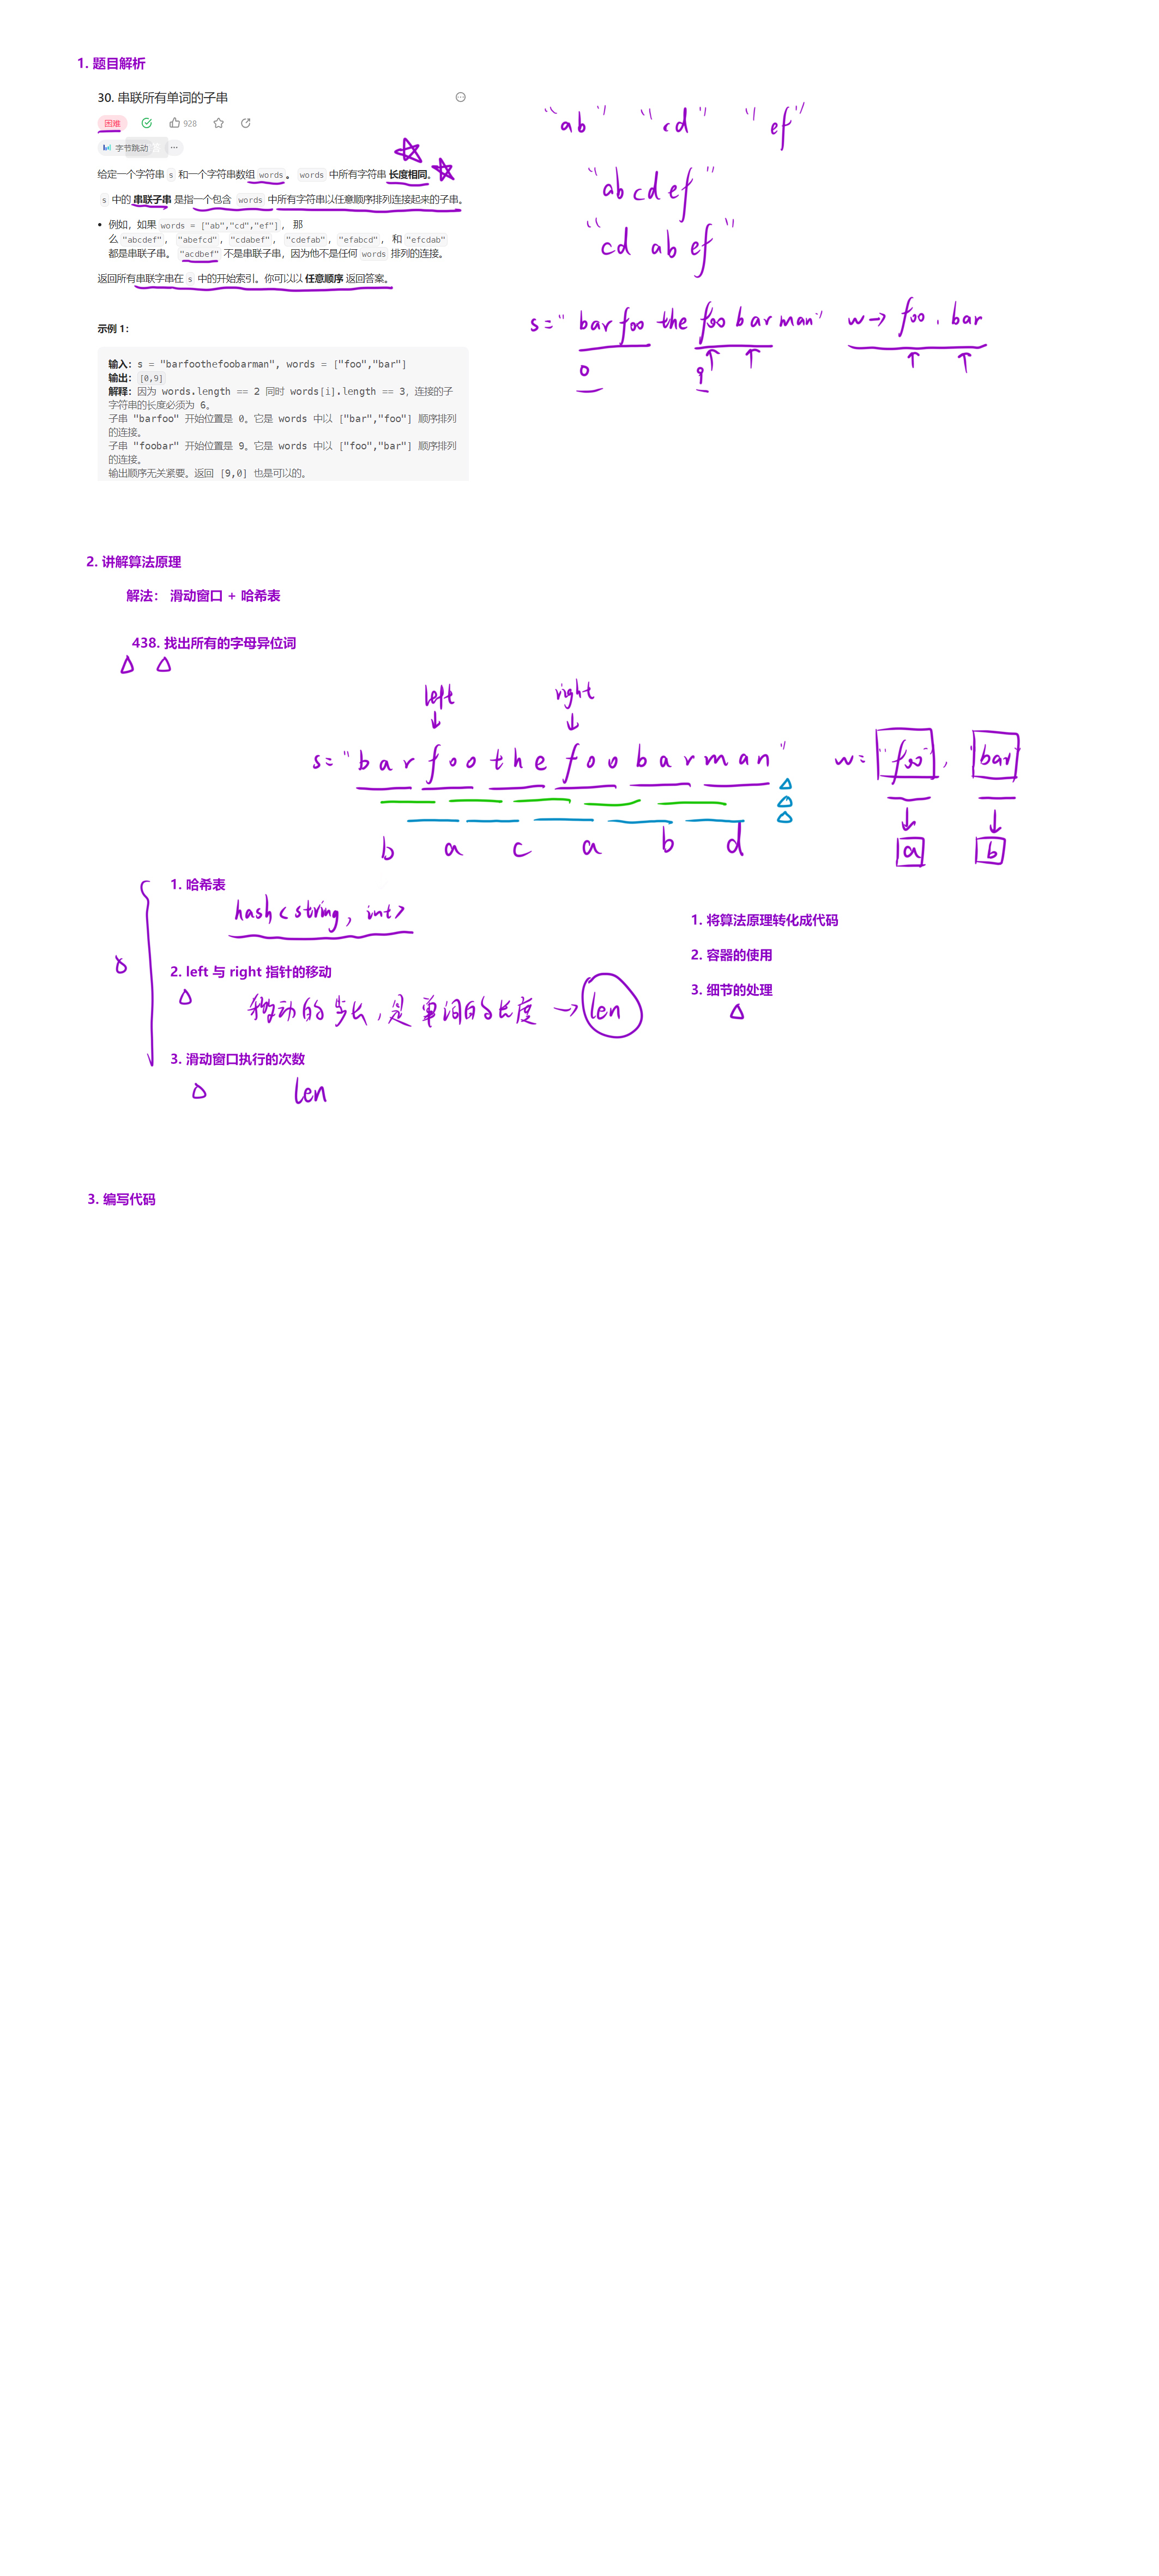 1. 题目解析
30. 串联所有单词的子串
困难
928
字节跳动
给定一个字符串 s 和一个字符串数组 words。 words 中所有字符串 长度相同。
s 中的 串联子串 是指一个包含 words 中所有字符串以任意顺序排列连接起来的子串。
• 例如，如果 words = ["ab","cd","ef"]， 那
么 "abcdef"， "abefcd"，"cdabef"， "cdefab"，"efabcd"， 和 "efcdab"
都是串联子串。 "acdbef" 不是串联子串，因为他不是任何 words 排列的连接。
返回所有串联字串在 s 中的开始索引。你可以以 任意顺序 返回答案。
示例 1：
输入：s = "barfoothefoobarman", words = ["foo","bar"]
输出：[0,9]
解释：因为 words.length == 2 同时 words[i].length == 3，连接的子
字符串的长度必须为 6。
子串 "barfoo" 开始位置是 0。它是 words 中以 ["bar","foo"] 顺序排列
的连接。
子串 "foobar" 开始位置是 9。它是 words 中以 ["foo","bar"] 顺序排列
的连接。
输出顺序无关紧要。返回 [9,0] 也是可以的。
"ab" "cd" "ef"
"abcdef"
"cd ab ef"
s = "bar foo the foo bar man" w→ foo, bar
0 9
2. 讲解算法原理
解法： 滑动窗口 + 哈希表
438. 找出所有的字母异位词
left right
s = "barfoothefoobarman" w = "foo", "bar"
b a c a b d a b
1. 哈希表
hash<string, int>
2. left 与 right 指针的移动
移动的步长，是单词的长度 → len
3. 滑动窗口执行的次数
len
1. 将算法原理转化成代码
2. 容器的使用
3. 细节的处理
3. 编写代码